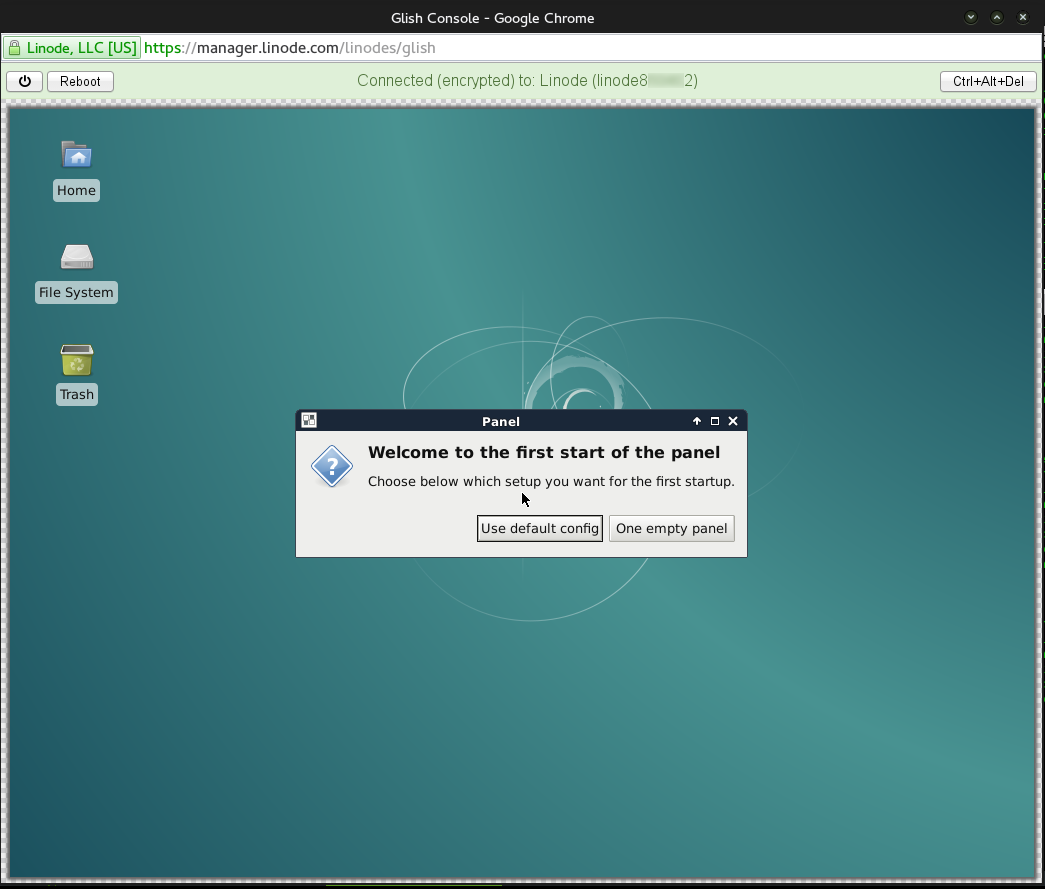 Glish Console - Google Chrome
Linode, LLC [US] https://manager.linode.com/linodes/glish
Reboot Connected (encrypted) to: Linode (linode8 2) Ctrl+Alt+Del
Home
File System
Trash
Panel
Welcome to the first start of the panel
Choose below which setup you want for the first startup.
Use default config One empty panel